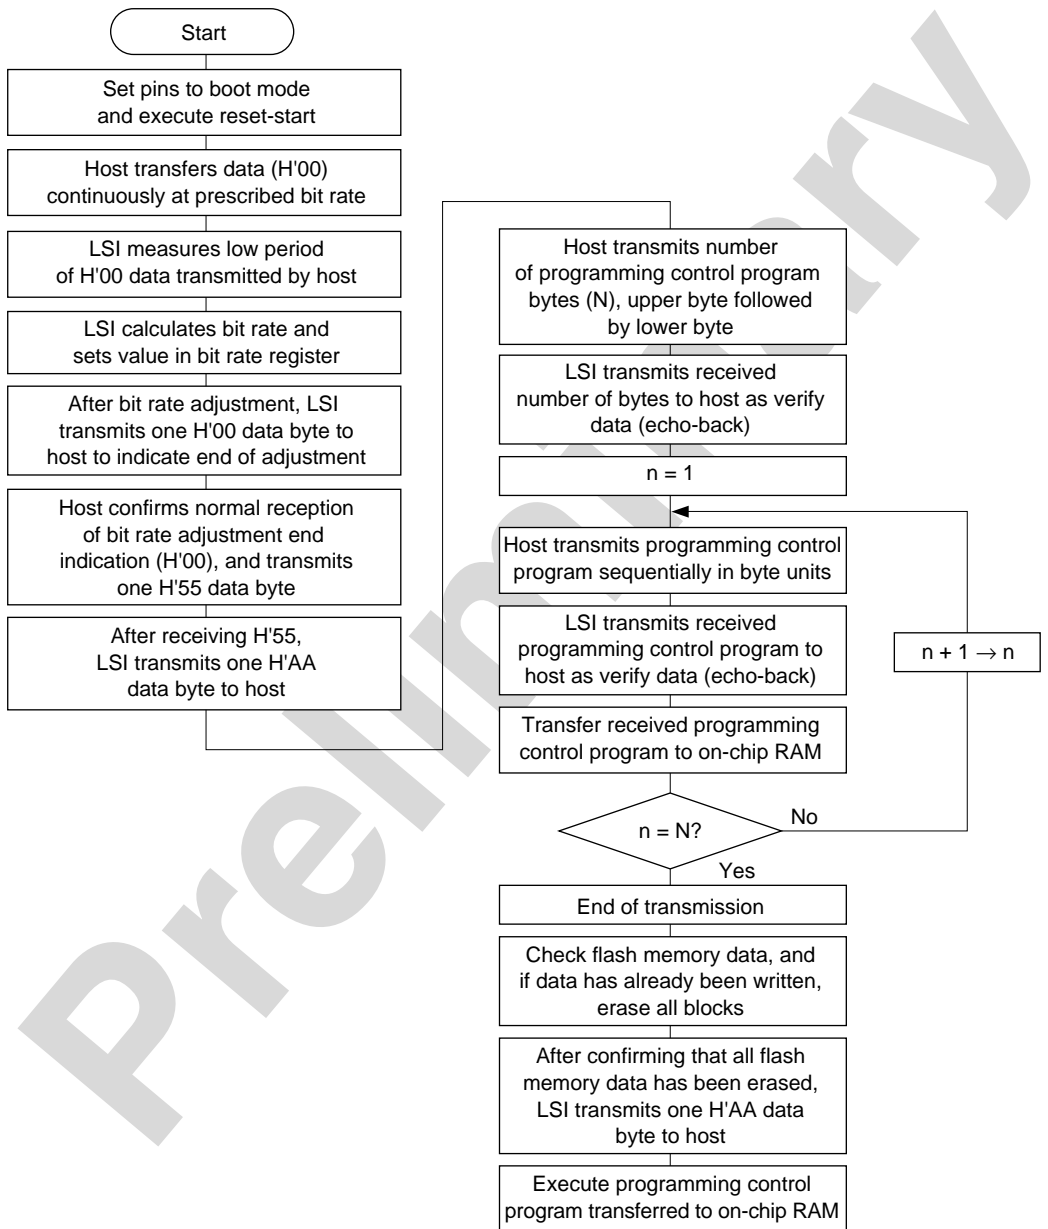 Start
Set pins to boot mode
and execute reset-start
Host transfers data (H'00)
continuously at prescribed bit rate
LSI measures low period
of H'00 data transmitted by host
LSI calculates bit rate and
sets value in bit rate register
After bit rate adjustment, LSI
transmits one H'00 data byte to
host to indicate end of adjustment
Host confirms normal reception
of bit rate adjustment end
indication (H'00), and transmits
one H'55 data byte
After receiving H'55,
LSI transmits one H'AA
data byte to host
Host transmits number
of programming control program
bytes (N), upper byte followed
by lower byte
LSI transmits received
number of bytes to host as verify
data (echo-back)
n = 1
Host transmits programming control
program sequentially in byte units
LSI transmits received
programming control program to
host as verify data (echo-back)
n + 1 → n
Transfer received programming
control program to on-chip RAM
n = N?
No
Yes
End of transmission
Check flash memory data, and
if data has already been written,
erase all blocks
After confirming that all flash
memory data has been erased,
LSI transmits one H'AA data
byte to host
Execute programming control
program transferred to on-chip RAM
Preliminary